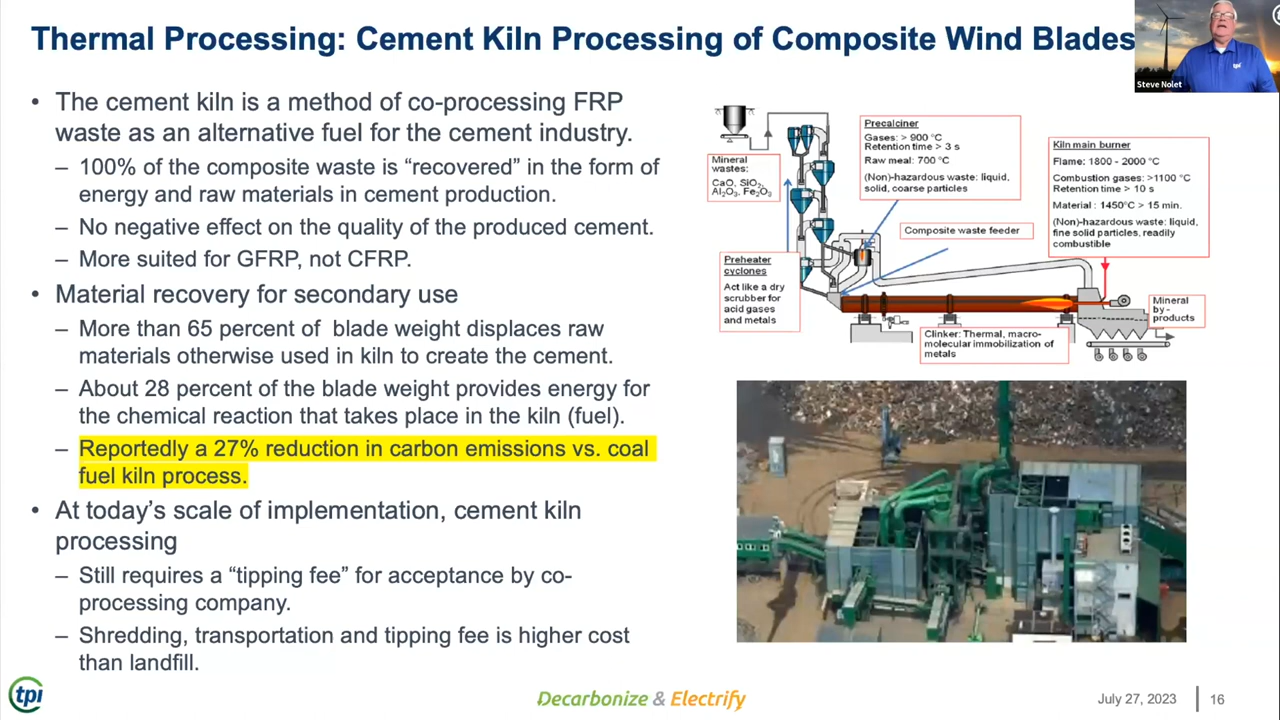 Thermal Processing: Cement Kiln Processing of Composite Wind Blades
tpi
Steve Nolet
• The cement kiln is a method of co-processing FRP
waste as an alternative fuel for the cement industry.
– 100% of the composite waste is “recovered” in the form of
energy and raw materials in cement production.
– No negative effect on the quality of the produced cement.
– More suited for GFRP, not CFRP.
• Material recovery for secondary use
– More than 65 percent of blade weight displaces raw
materials otherwise used in kiln to create the cement.
– About 28 percent of the blade weight provides energy for
the chemical reaction that takes place in the kiln (fuel).
– Reportedly a 27% reduction in carbon emissions vs. coal
fuel kiln process.
• At today’s scale of implementation, cement kiln
processing
– Still requires a “tipping fee” for acceptance by co-
processing company.
– Shredding, transportation and tipping fee is higher cost
than landfill.
Mineral
wastes:
CaO, SiO2,
Al2O3, Fe2O3
Precalciner
Gases: > 900 °C
Retention time > 3 s
Raw meal: 700 °C
(Non)-hazardous waste: liquid,
solid, coarse particles
Kiln main burner
Flame: 1800 - 2000 °C
Combustion gases: >1100 °C
Retention time > 10 s
Material : 1450°C > 15 min.
(Non)-hazardous waste: liquid,
fine solid particles, readily
combustible
Composite waste feeder
Preheater
cyclones
Act like a dry
scrubber for
acid gases
and metals
Clinker: Thermal, macro-
molecular immobilization of
metals
Mineral
by-
products
tpi
Decarbonize & Electrify
July 27, 2023 | 16